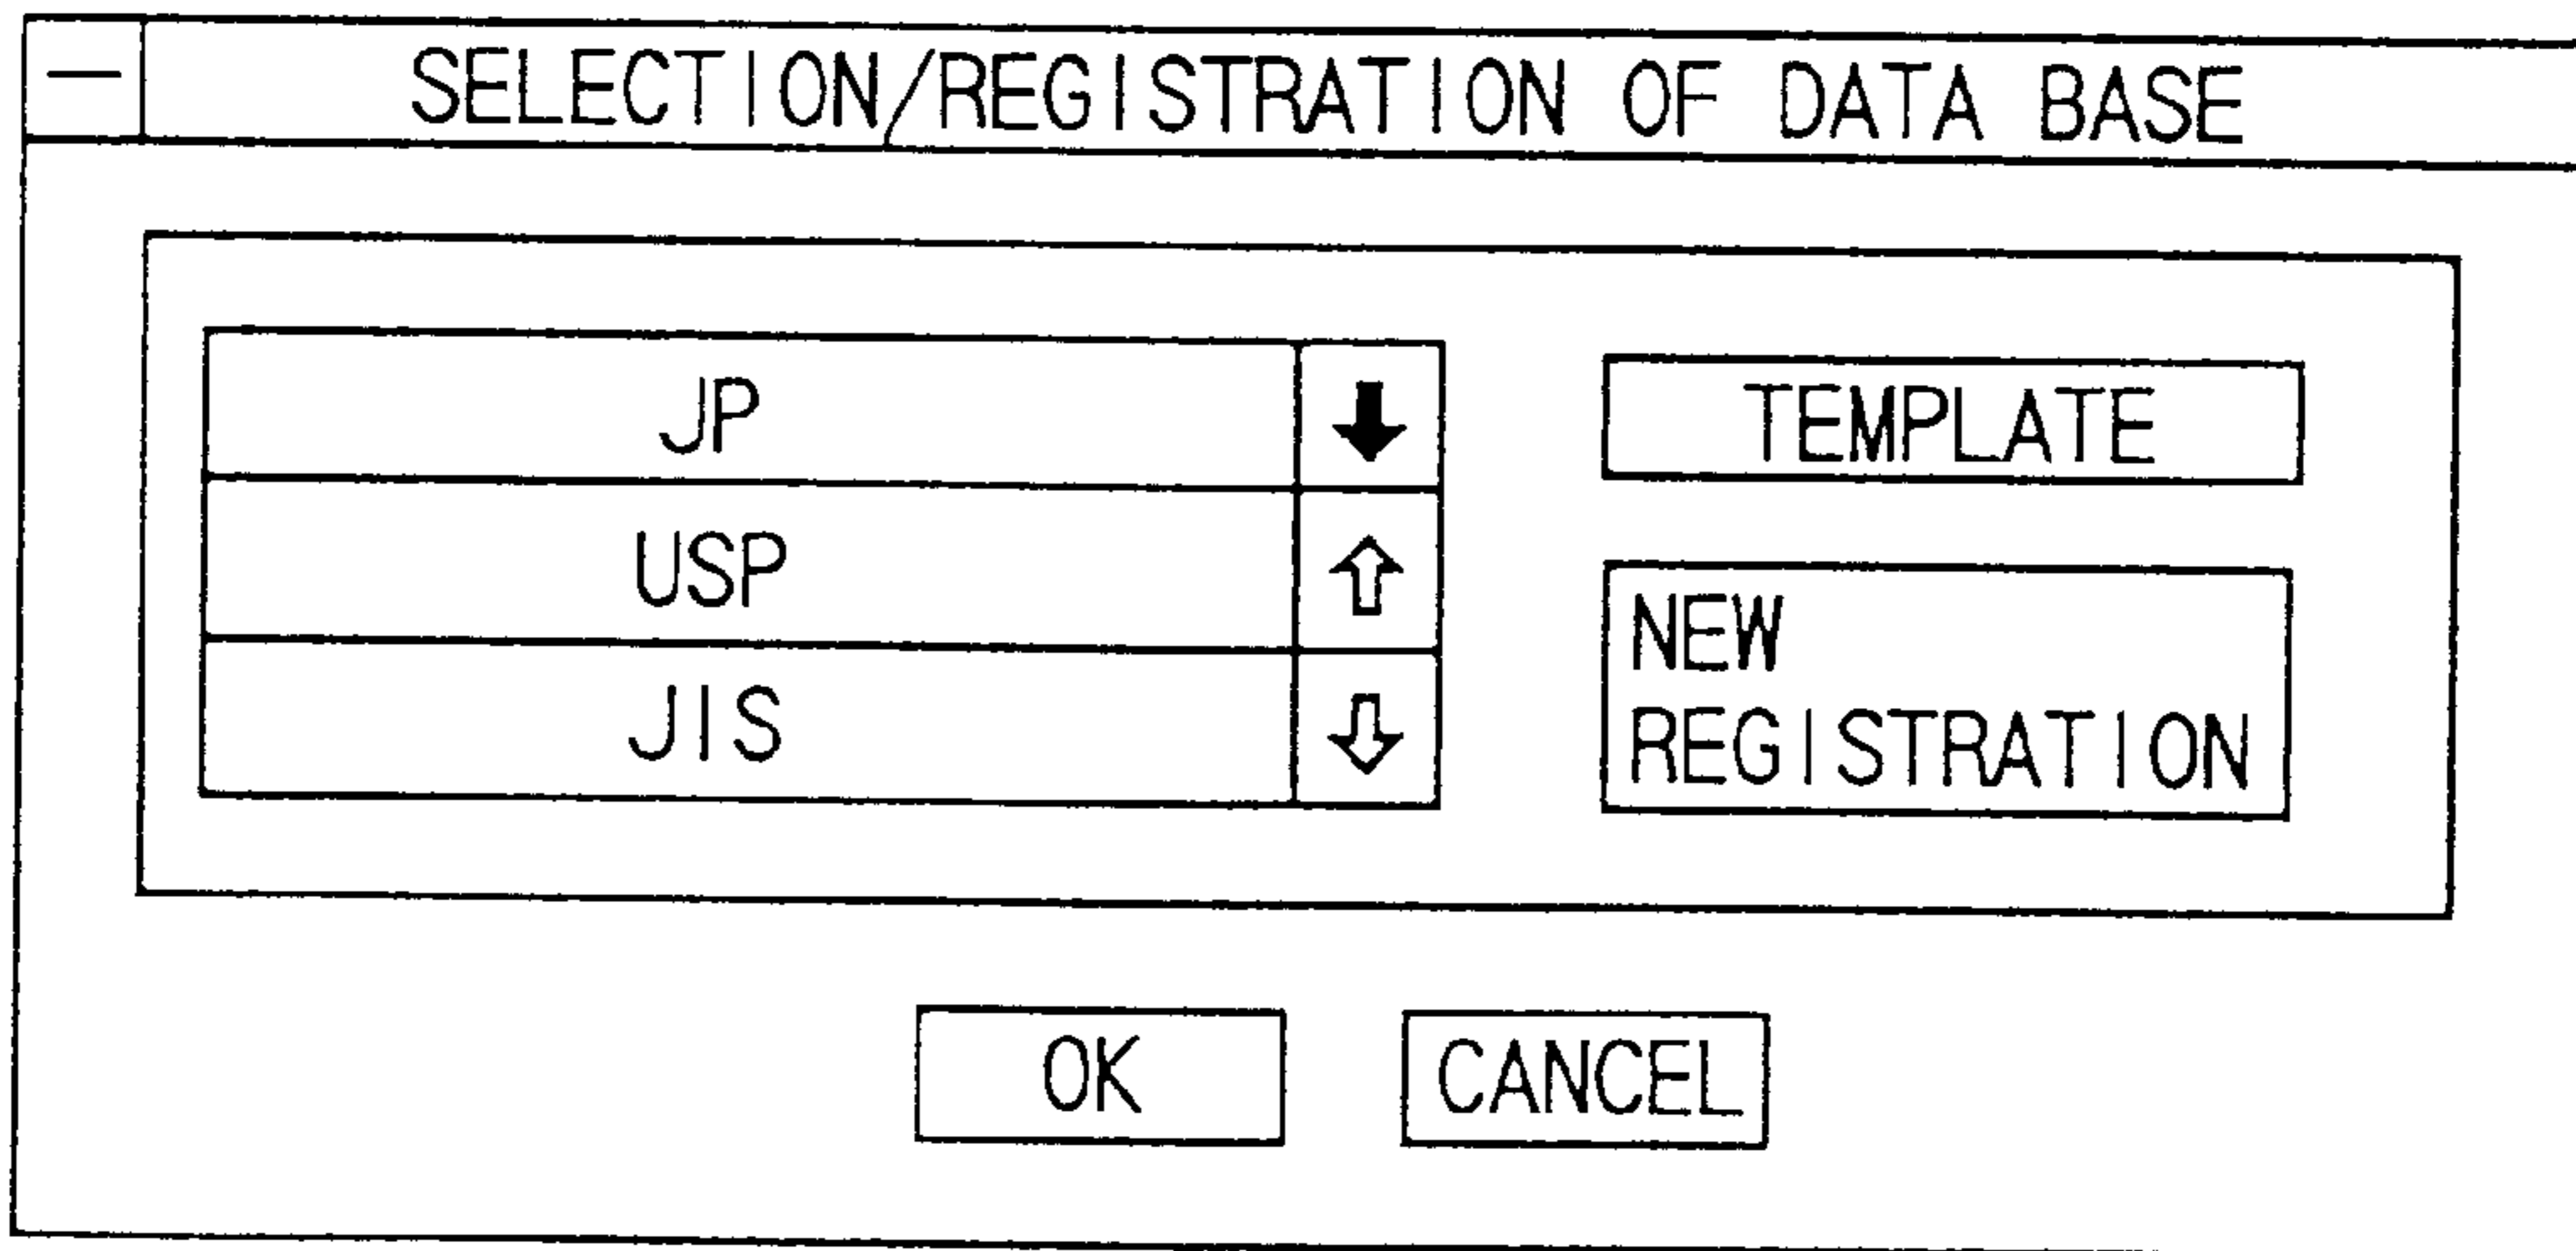 SELECTION/REGISTRATION OF DATA BASE
JP
TEMPLATE
USP
NEW
REGISTRATION
JIS
OK
CANCEL